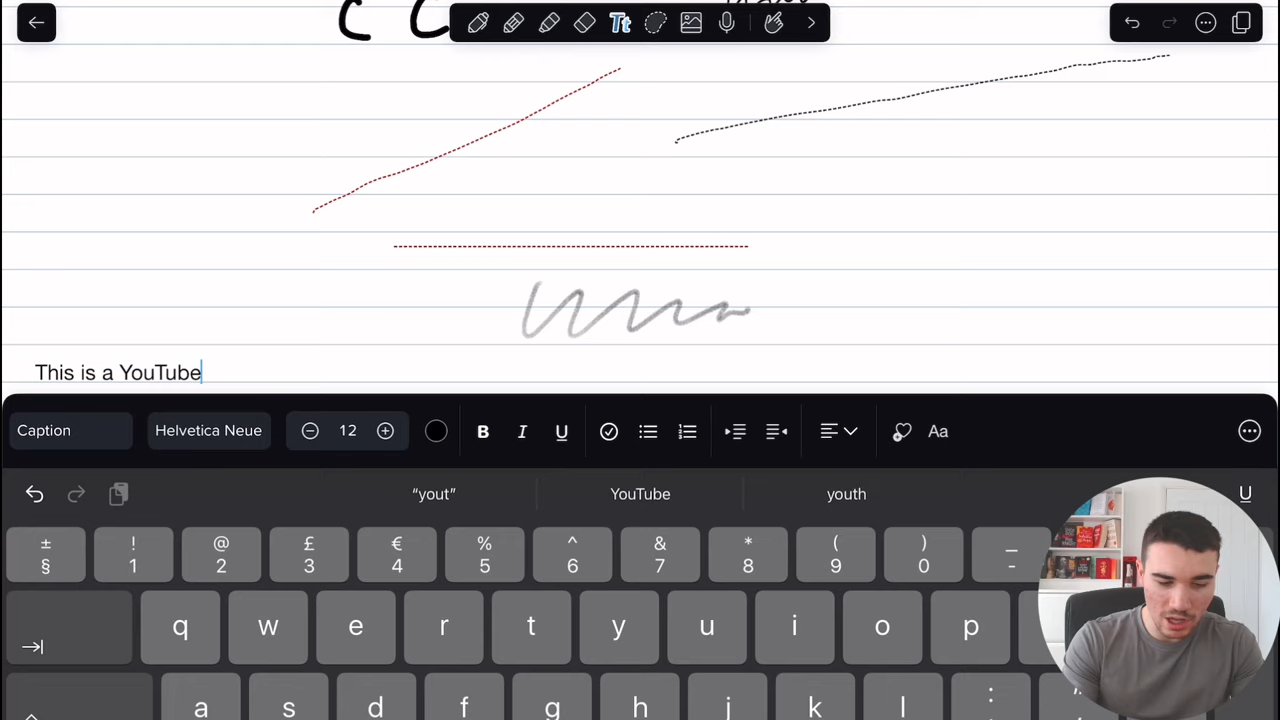 C C
Tt
This is a YouTube
Caption Helvetica Neue 12 B I U Aa
“yout” YouTube youth U
± ! @ £ € % ^ & * ( ) _
§ 1 2 3 4 5 6 7 8 9 0 -
q w e r t y u i o p
a s d f g h j k l :